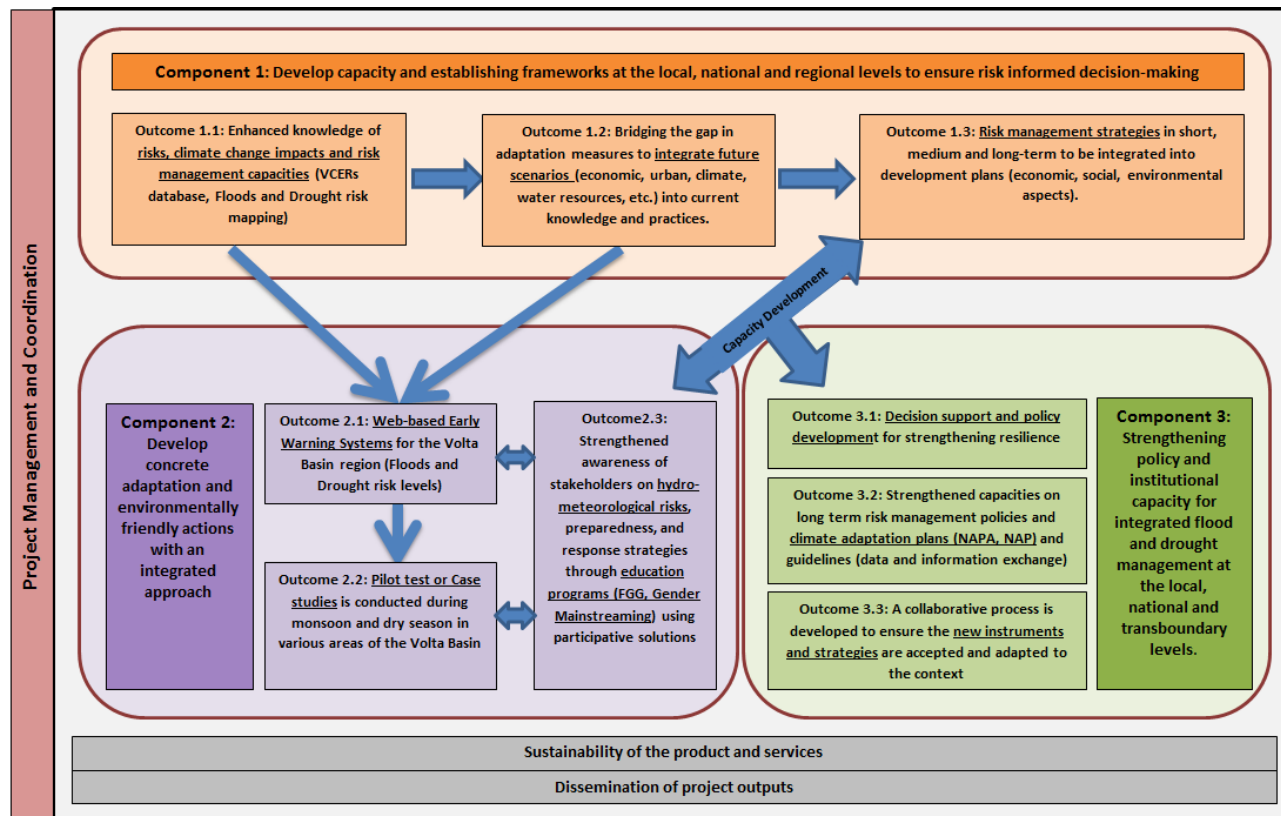 Project Management and Coordination
Component 1: Develop capacity and establishing frameworks at the local, national and regional levels to ensure risk informed decision-making
Outcome 1.1: Enhanced knowledge of
risks, climate change impacts and risk
management capacities (VCERs
database, Floods and Drought risk
mapping)
Outcome 1.2: Bridging the gap in
adaptation measures to integrate future
scenarios (economic, urban, climate,
water resources, etc.) into current
knowledge and practices.
Outcome 1.3: Risk management strategies in short,
medium and long-term to be integrated into
development plans (economic, social, environmental
aspects).
Capacity Development
Component 2:
Develop
concrete
adaptation and
environmentally
friendly actions
with an
integrated
approach
Outcome 2.1: Web-based Early
Warning Systems for the Volta
Basin region (Floods and
Drought risk levels)
Outcome 2.2: Pilot test or Case
studies is conducted during
monsoon and dry season in
various areas of the Volta Basin
Outcome2.3:
Strengthened
awareness of
stakeholders on hydro-
meteorological risks,
preparedness, and
response strategies
through education
programs (FGG, Gender
Mainstreaming) using
participative solutions
Outcome 3.1: Decision support and policy
development for strengthening resilience
Outcome 3.2: Strengthened capacities on
long term risk management policies and
climate adaptation plans (NAPA, NAP) and
guidelines (data and information exchange)
Outcome 3.3: A collaborative process is
developed to ensure the new instruments
and strategies are accepted and adapted to
the context
Component 3:
Strengthening
policy and
institutional
capacity for
integrated flood
and drought
management at
the local,
national and
transboundary
levels.
Sustainability of the product and services
Dissemination of project outputs